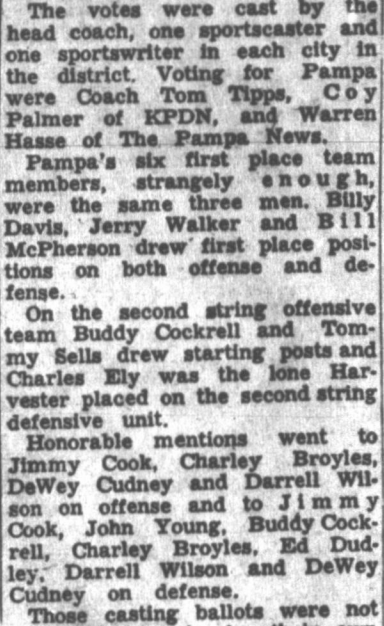 The votes were cast by the
head coach, one sportscaster and
one sportswriter in each city in
the district. Voting for Pampa
were Coach Tom Tipps, Coy
Palmer of KPDN, and Warren
Hasse of The Pampa News.
Pampa's six first place team
members, strangely enough,
were the same three men. Billy
Davis, Jerry Walker and Bill
McPherson drew first place posi-
tions on both offense and de-
fense.
On the second string offensive
team Buddy Cockrell and Tom-
my Sells drew starting posts and
Charles Ely was the lone Har-
vester placed on the second string
defensive unit.
Honorable mentions went to
Jimmy Cook, Charley Broyles,
DeWey Cudney and Darrell Wil-
son on offense and to Jimmy
Cook, John Young, Buddy Cock-
rell, Charley Broyles, Ed Dud-
ley, Darrell Wilson and DeWey
Cudney on defense.
Those casting ballots were not